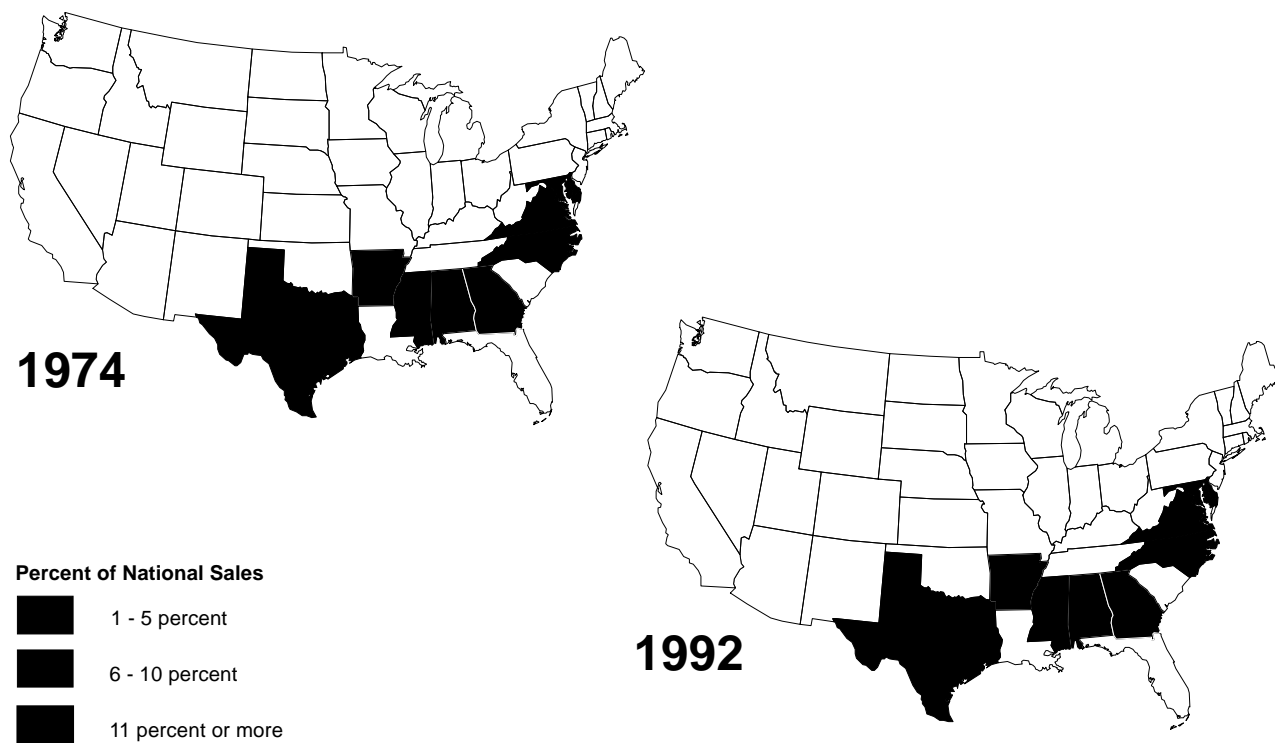 1974
1992
Percent of National Sales
1 - 5 percent
6 - 10 percent
11 percent or more